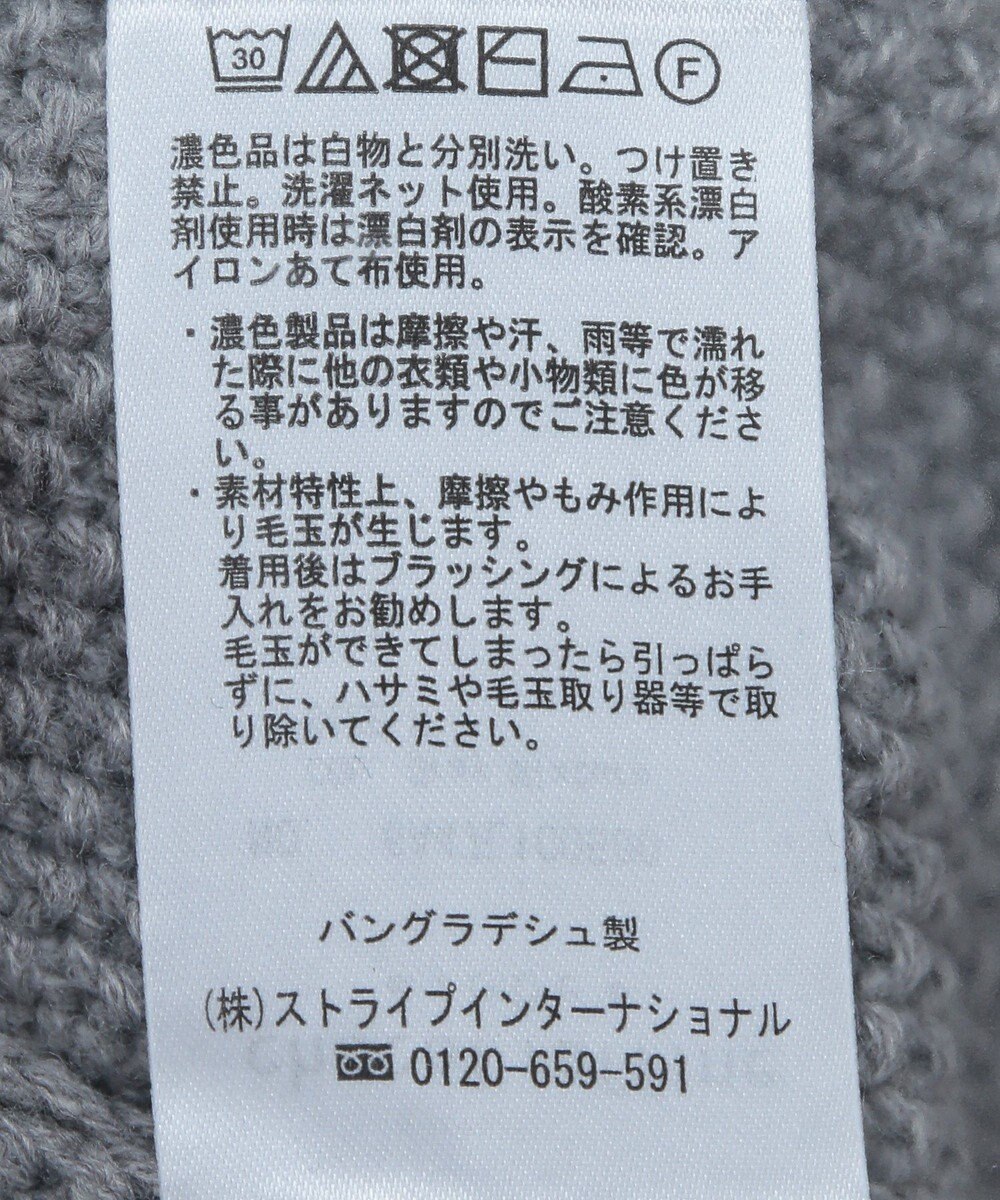 30 F
濃色品は白物と分別洗い。つけ置き
禁止。洗濯ネット使用。酸素系漂白
剤使用時は漂白剤の表示を確認。ア
イロンあて布使用。
・濃色製品は摩擦や汗、雨等で濡れ
た際に他の衣類や小物類に色が移
る事がありますのでご注意くださ
い。
・素材特性上、摩擦やもみ作用によ
り毛玉が生じます。
着用後はブラッシングによるお手
入れをお勧めします。
毛玉ができてしまったら引っぱら
ずに、ハサミや毛玉取り器等で取
り除いてください。
バングラデシュ製
(株)ストライプインターナショナル
0120-659-591